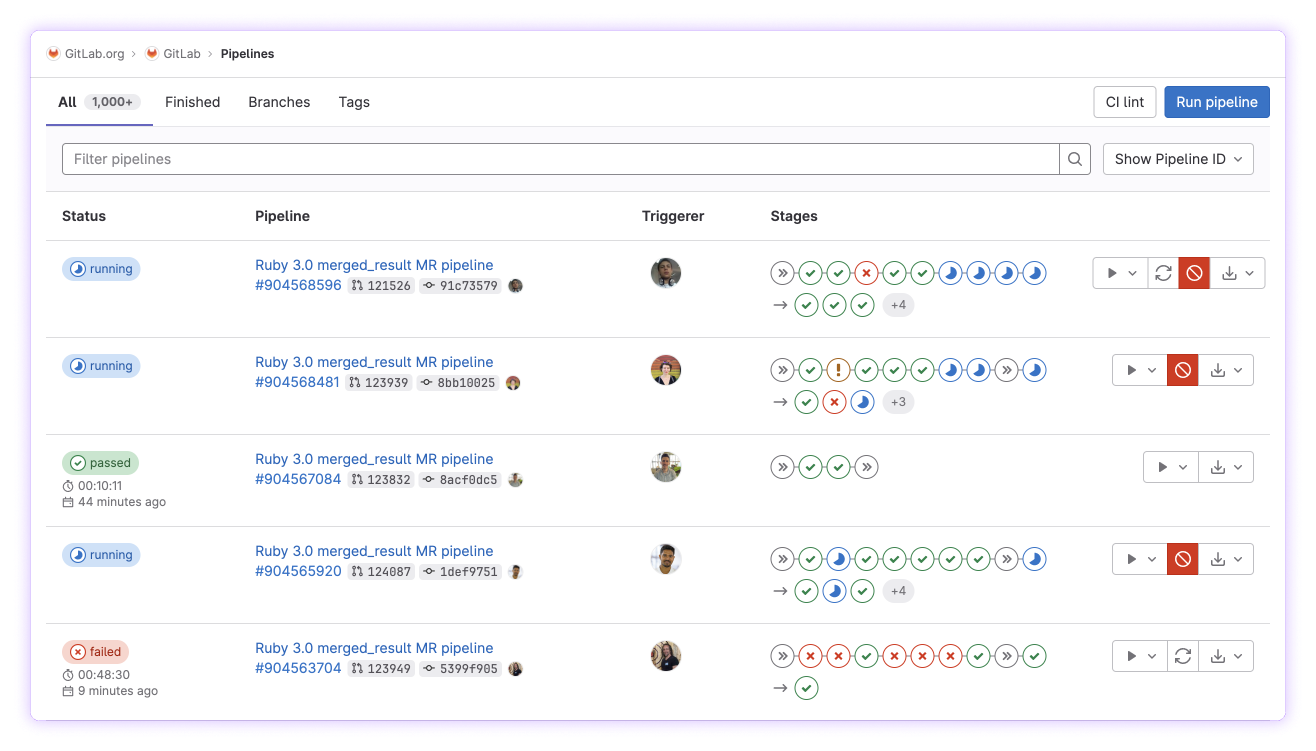 GitLab.org › GitLab › Pipelines
All 1,000+ Finished Branches Tags CI lint Run pipeline
Filter pipelines Show Pipeline ID
Status Pipeline Triggerer Stages
running Ruby 3.0 merged_result MR pipeline
#904568596 121526 91c73579
+4
running Ruby 3.0 merged_result MR pipeline
#904568481 123939 8bb10025
+3
passed Ruby 3.0 merged_result MR pipeline
#904567084 123832 8acf0dc5
00:10:11
44 minutes ago
running Ruby 3.0 merged_result MR pipeline
#904565920 124087 1def9751
+4
failed Ruby 3.0 merged_result MR pipeline
#904563704 123949 5399f905
00:48:30
9 minutes ago